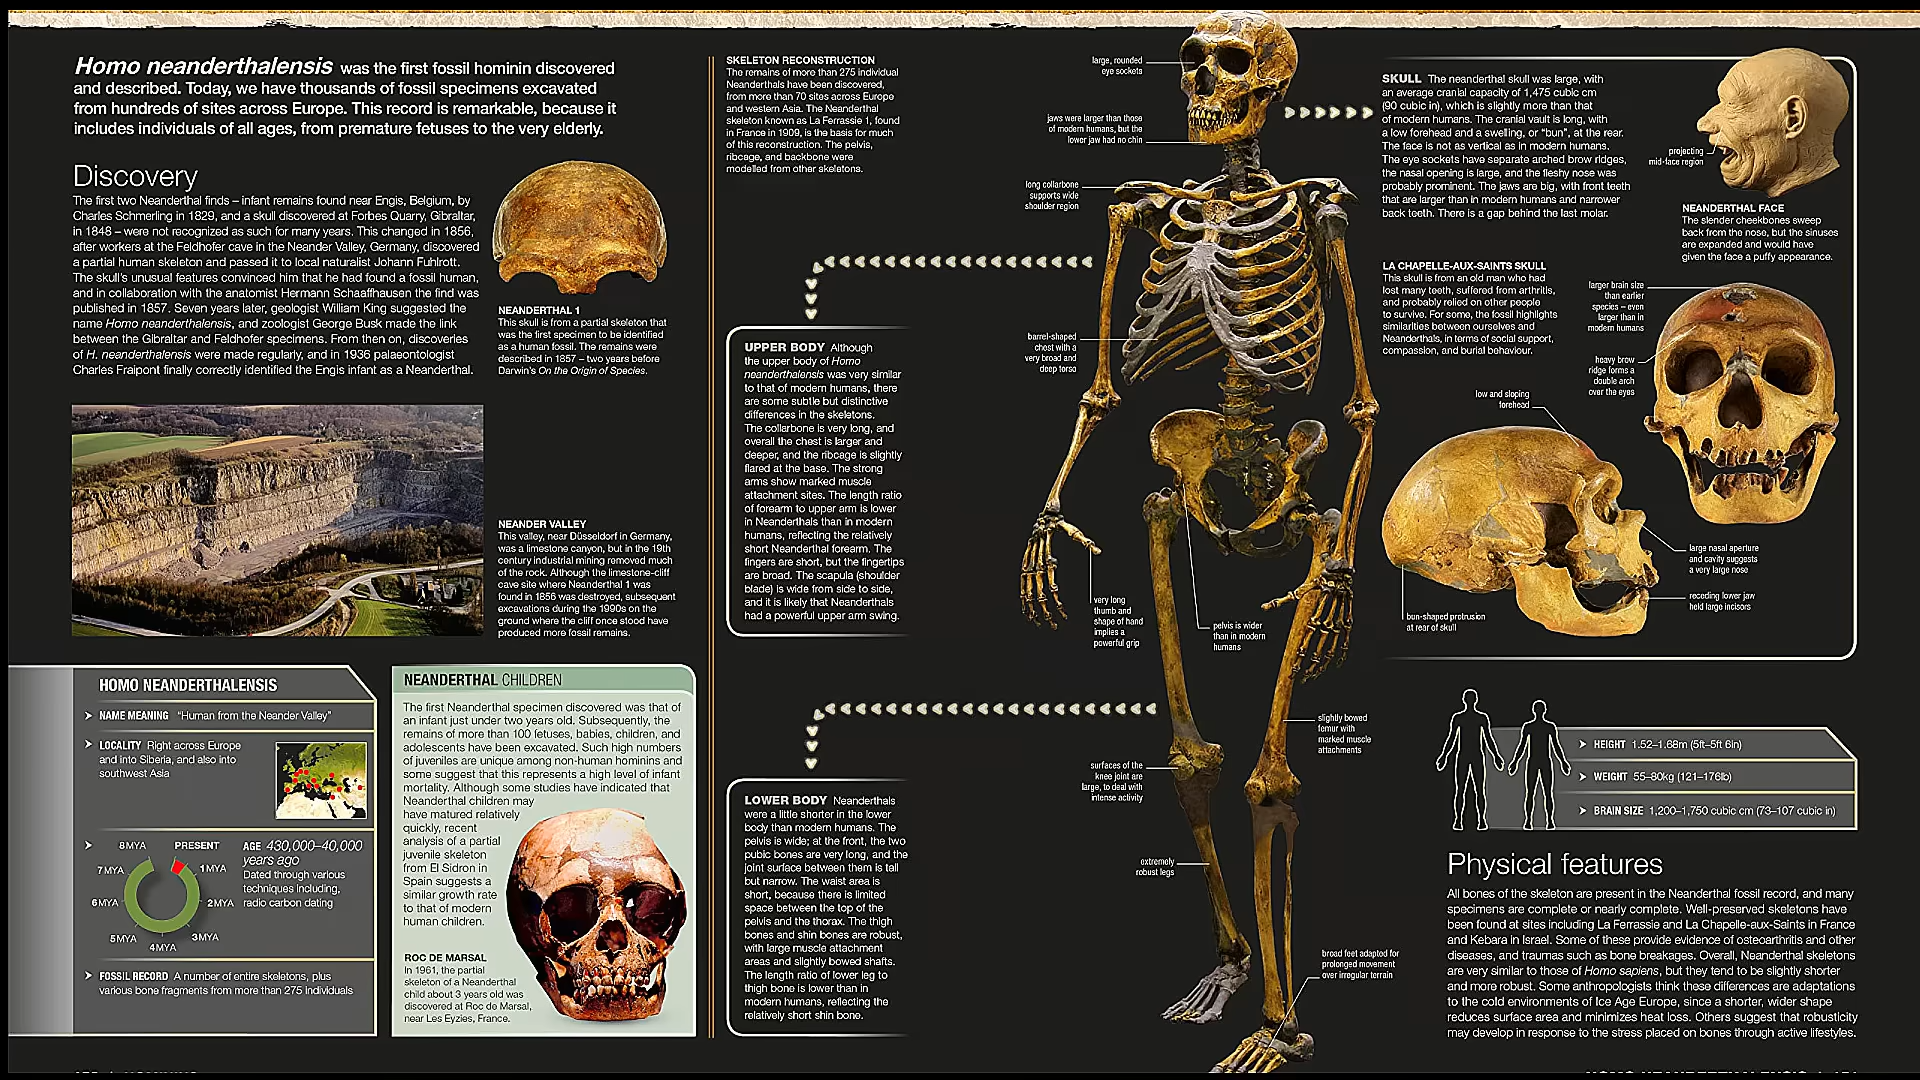 Homo neanderthalensis was the first fossil hominin discovered
and described. Today, we have thousands of fossil specimens excavated
from hundreds of sites across Europe. This record is remarkable, because it
includes individuals of all ages, from premature fetuses to the very elderly.
Discovery
The first two Neanderthal finds – infant remains found near Engis, Belgium, by
Charles Schmerling in 1829, and a skull discovered at Forbes Quarry, Gibraltar,
in 1848 – were not recognized as such for many years. This changed in 1856,
after workers at the Feldhofer cave in the Neander Valley, Germany, discovered
a partial human skeleton and passed it to local naturalist Johann Fuhlrott.
The skull's unusual features convinced him that he had found a fossil human,
and in collaboration with the anatomist Hermann Schaaffhausen the find was
published in 1857. Seven years later, geologist William King suggested the
name Homo neanderthalensis, and zoologist George Busk made the link
between the Gibraltar and Feldhofer specimens. From then on, discoveries
of H. neanderthalensis were made regularly, and in 1936 palaeontologist
Charles Fraipont finally correctly identified the Engis infant as a Neanderthal.
NEANDERTHAL 1
This skull is from a partial skeleton that
was the first specimen to be identified
as a human fossil. The remains were
described in 1857 – two years before
Darwin's On the Origin of Species.
NEANDER VALLEY
This valley, near Düsseldorf in Germany,
was a limestone canyon, but in the 19th
century industrial mining removed much
of the rock. Although the limestone-cliff
cave site where Neanderthal 1 was
found in 1856 was destroyed, subsequent
excavations during the 1990s on the
ground where the cliff once stood have
produced more fossil remains.
HOMO NEANDERTHALENSIS
NAME MEANING "Human from the Neander Valley"
LOCALITY Right across Europe
and into Siberia, and also into
southwest Asia
8MYA
PRESENT
1MYA
7MYA
6MYA
2MYA
5MYA
4MYA
3MYA
AGE 430,000–40,000
years ago
Dated through various
techniques including,
radio carbon dating
FOSSIL RECORD A number of entire skeletons, plus
various bone fragments from more than 275 individuals
NEANDERTHAL CHILDREN
The first Neanderthal specimen discovered was that of
an infant just under two years old. Subsequently, the
remains of more than 100 fetuses, babies, children, and
adolescents have been excavated. Such high numbers
of juveniles are unique among non-human hominins and
some suggest that this represents a high level of infant
mortality. Although some studies have indicated that
Neanderthal children may
have matured relatively
quickly, recent
analysis of a partial
juvenile skeleton
from El Sidron in
Spain suggests a
similar growth rate
to that of modern
human children.
ROC DE MARSAL
In 1961, the partial
skeleton of a Neanderthal
child about 3 years old was
discovered at Roc de Marsal,
near Les Eyzies, France.
SKELETON RECONSTRUCTION
The remains of more than 275 individual
Neanderthals have been discovered,
from more than 70 sites across Europe
and western Asia. The Neanderthal
skeleton known as La Ferrassie 1, found
in France in 1909, is the basis for much
of this reconstruction. The pelvis,
ribcage, and backbone were
modelled from other skeletons.
UPPER BODY Although
the upper body of Homo
neanderthalensis was very similar
to that of modern humans, there
are some subtle but distinctive
differences in the skeletons.
The collarbone is very long, and
overall the chest is larger and
deeper, and the ribcage is slightly
flared at the base. The strong
arms show marked muscle
attachment sites. The length ratio
of forearm to upper arm is lower
in Neanderthals than in modern
humans, reflecting the relatively
short Neanderthal forearm. The
fingers are short, but the fingertips
are broad. The scapula (shoulder
blade) is wide from side to side,
and it is likely that Neanderthals
had a powerful upper arm swing.
LOWER BODY Neanderthals
were a little shorter in the lower
body than modern humans. The
pelvis is wide; at the front, the two
pubic bones are very long, and the
joint surface between them is tall
but narrow. The waist area is
short, because there is limited
space between the top of the
pelvis and the thorax. The thigh
bones and shin bones are robust,
with large muscle attachment
areas and slightly bowed shafts.
The length ratio of lower leg to
thigh bone is lower than in
modern humans, reflecting the
relatively short shin bone.
large, rounded
eye sockets
jaws were larger than those
of modern humans, but the
lower jaw had no chin
long collarbone
supports wide
shoulder region
barrel-shaped
chest with a
very broad and
deep torso
very long
thumb and
shape of hand
implies a
powerful grip
pelvis is wider
than in modern
humans
slightly bowed
femur with
marked muscle
attachments
surfaces of the
knee joint are
large, to deal with
intense activity
extremely
robust legs
broad feet adapted for
prolonged movement
over irregular terrain
SKULL The neanderthal skull was large, with
an average cranial capacity of 1,475 cubic cm
(90 cubic in), which is slightly more than that
of modern humans. The cranial vault is long, with
a low forehead and a swelling, or "bun", at the rear.
The face is not as vertical as in modern humans.
The eye sockets have separate arched brow ridges,
the nasal opening is large, and the fleshy nose was
probably prominent. The jaws are big, with front teeth
that are larger than in modern humans and narrower
back teeth. There is a gap behind the last molar.
projecting
mid-face region
NEANDERTHAL FACE
The slender cheekbones sweep
back from the nose, but the sinuses
are expanded and would have
given the face a puffy appearance.
LA CHAPELLE-AUX-SAINTS SKULL
This skull is from an old man who had
lost many teeth, suffered from arthritis,
and probably relied on other people
to survive. For some, the fossil highlights
similarities between ourselves and
Neanderthals, in terms of social support,
compassion, and burial behaviour.
larger brain size
than earlier
species – even
larger than in
modern humans
heavy brow
ridge forms a
double arch
over the eyes
low and sloping
forehead
large nasal aperture
and cavity suggests
a very large nose
receding lower jaw
held large incisors
bun-shaped protrusion
at rear of skull
HEIGHT 1.52–1.68m (5ft–5ft 6in)
WEIGHT 55–80kg (121–176lb)
BRAIN SIZE 1,200–1,750 cubic cm (73–107 cubic in)
Physical features
All bones of the skeleton are present in the Neanderthal fossil record, and many
specimens are complete or nearly complete. Well-preserved skeletons have
been found at sites including La Ferrassie and La Chapelle-aux-Saints in France
and Kebara in Israel. Some of these provide evidence of osteoarthritis and other
diseases, and traumas such as bone breakages. Overall, Neanderthal skeletons
are very similar to those of Homo sapiens, but they tend to be slightly shorter
and more robust. Some anthropologists think these differences are adaptations
to the cold environments of Ice Age Europe, since a shorter, wider shape
reduces surface area and minimizes heat loss. Others suggest that robusticity
may develop in response to the stress placed on bones through active lifestyles.